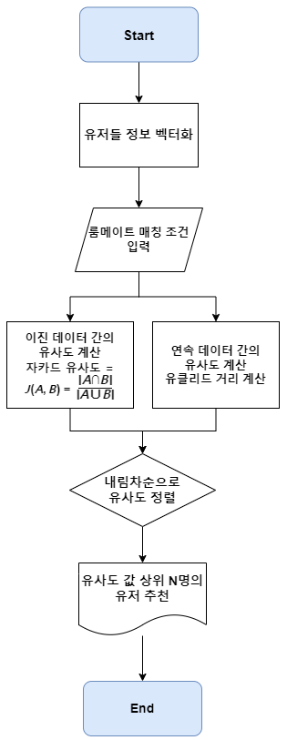 Start
유저들 정보 벡터화
룸메이트 매칭 조건
입력
이진 데이터 간의
유사도 계산
자카드 유사도 =
J(A, B) = |A∩B| / |A∪B|
연속 데이터 간의
유사도 계산
유클리드 거리 계산
내림차순으로
유사도 정렬
유사도 값 상위 N명의
유저 추천
End